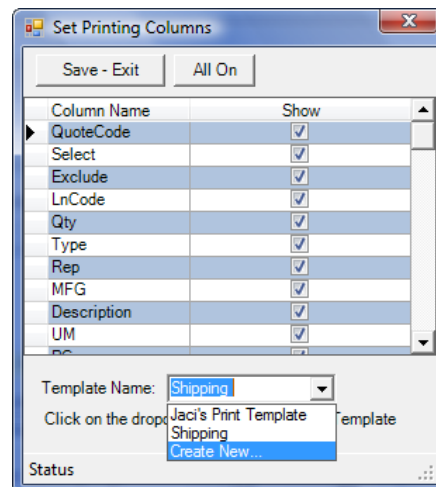 Set Printing Columns
Save - Exit All On
Column Name Show
QuoteCode
Select
Exclude
LnCode
Qty
Type
Rep
MFG
Description
UM
Template Name: Shipping
Click on the drop emplate
Jaci's Print Template
Shipping
Create New...
Status